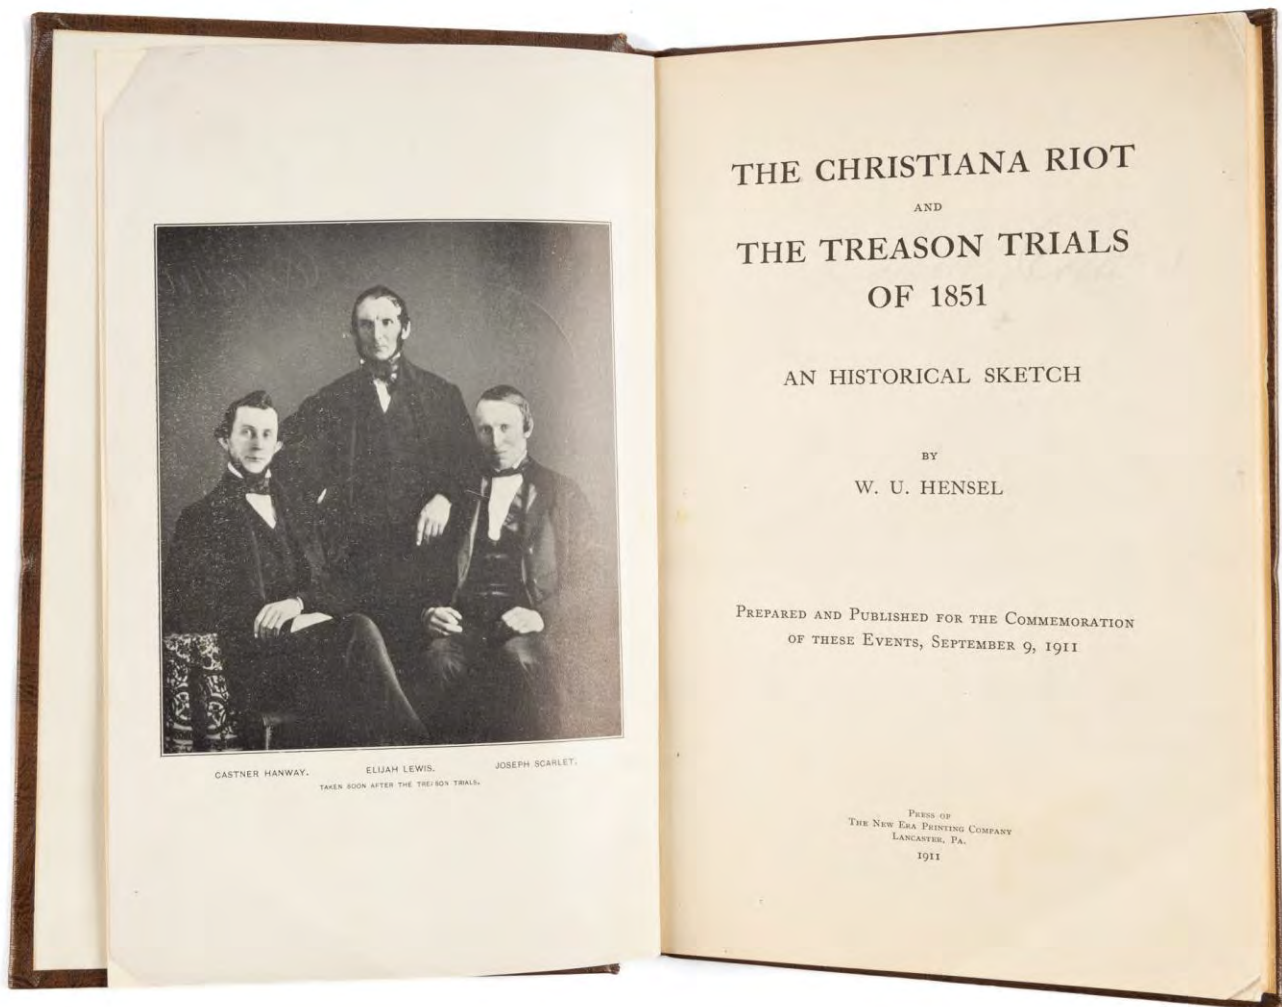 CASTNER HANWAY. ELIJAH LEWIS. JOSEPH SCARLET.
TAKEN SOON AFTER THE TREASON TRIALS.
THE CHRISTIANA RIOT
AND
THE TREASON TRIALS
OF 1851
AN HISTORICAL SKETCH
BY
W. U. HENSEL
PREPARED AND PUBLISHED FOR THE COMMEMORATION
OF THESE EVENTS, SEPTEMBER 9, 1911
PRESS OF
THE NEW ERA PRINTING COMPANY
LANCASTER, PA.
1911